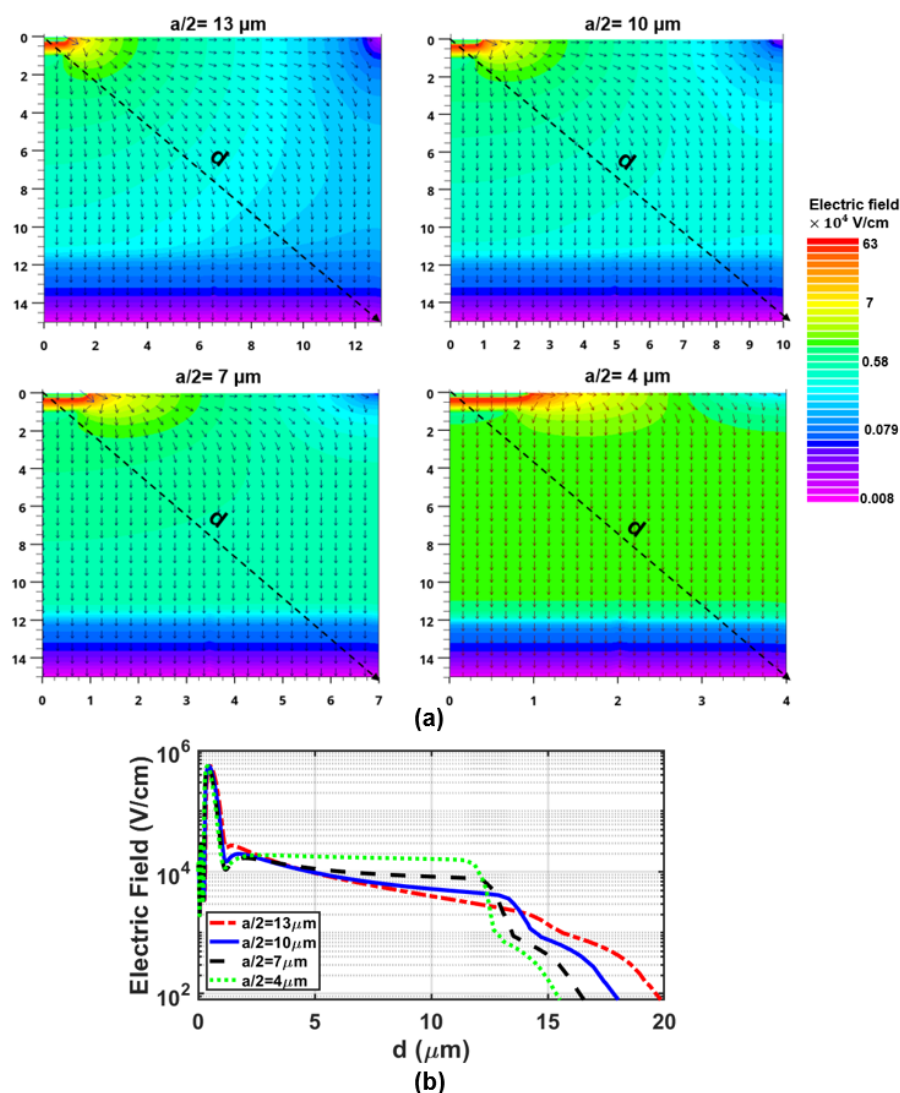 a/2= 13 µm
a/2= 10 µm
0
2
4
6
8
10
12
14
d
0 2 4 6 8 10 12
0
2
4
6
8
10
12
14
d
0 1 2 3 4 5 6 7 8 9 10
Electric field
× 10⁴ V/cm
63
7
0.58
0.079
0.008
a/2= 7 µm
a/2= 4 µm
0
2
4
6
8
10
12
14
d
0 1 2 3 4 5 6 7
0
2
4
6
8
10
12
14
d
0 1 2 3 4
(a)
Electric Field (V/cm)
10⁶
10⁴
10²
a/2=13µm
a/2=10µm
a/2=7µm
a/2=4µm
0 5 10 15 20
d (µm)
(b)